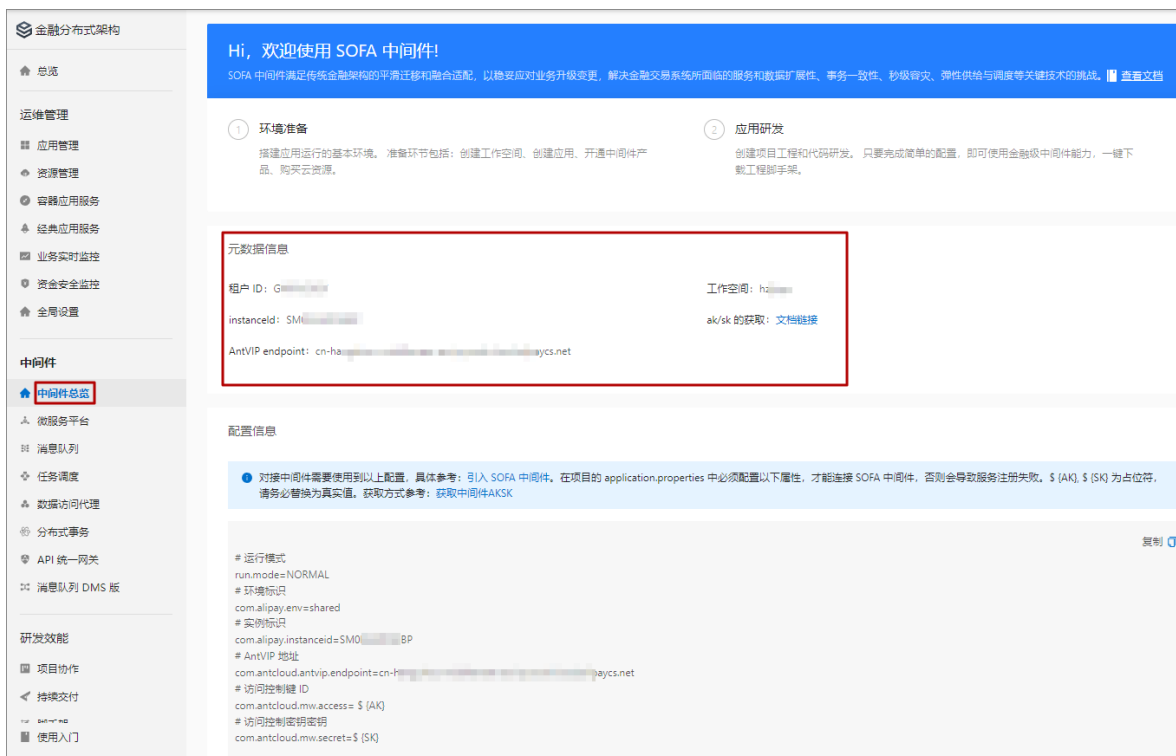 金融分布式架构
总览
运维管理
应用管理
资源管理
容器应用服务
经典应用服务
业务实时监控
资金安全监控
全局设置
中间件
中间件总览
微服务平台
消息队列
任务调度
数据访问代理
分布式事务
API 统一网关
消息队列 DMS 版
研发效能
项目协作
持续交付
使用入门
Hi，欢迎使用 SOFA 中间件!
SOFA 中间件满足传统金融架构的平滑迁移和融合适配，以稳妥应对业务升级变更，解决金融交易系统所面临的服务和数据扩展性、事务一致性、秒级容灾、弹性供给与调度等关键技术的挑战。 查看文档
1 环境准备
搭建应用运行的基本环境。 准备环节包括：创建工作空间、创建应用、开通中间件产
品、购买云资源。
2 应用研发
创建项目工程和代码研发。 只要完成简单的配置，即可使用金融级中间件能力，一键下
载工程脚手架。
元数据信息
租户 ID：G
工作空间：hz
instanceId：SM
ak/sk 的获取：文档链接
AntVIP endpoint：cn-ha aycs.net
配置信息
对接中间件需要使用到以上配置，具体参考：引入 SOFA 中间件。在项目的 application.properties 中必须配置以下属性，才能连接 SOFA 中间件，否则会导致服务注册失败。$ {AK}, $ {SK} 为占位符，
请务必替换为真实值。获取方式参考：获取中间件AKSK
复制
# 运行模式
run.mode=NORMAL
# 环境标识
com.alipay.env=shared
# 实例标识
com.alipay.instanceid=SM0 BP
# AntVIP 地址
com.antcloud.antvip.endpoint=cn-h paycs.net
# 访问控制键 ID
com.antcloud.mw.access= $ {AK}
# 访问控制密钥密钥
com.antcloud.mw.secret=$ {SK}